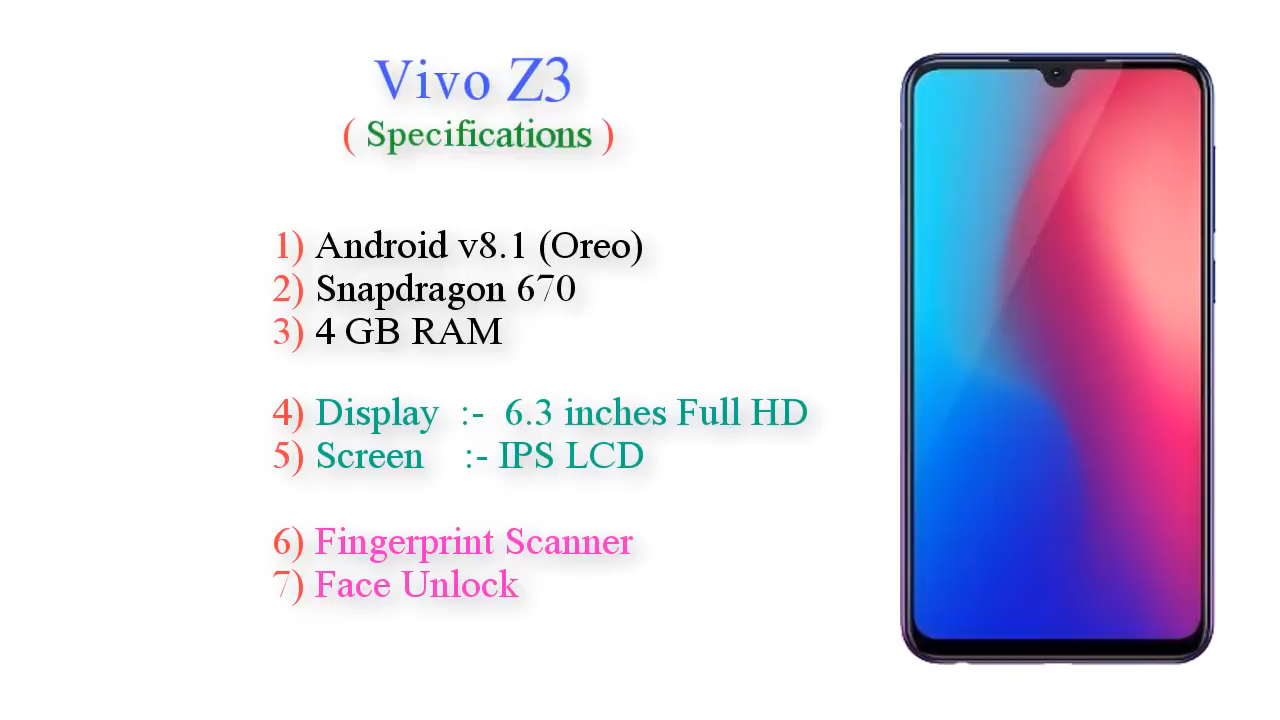 Vivo Z3
( Specifications )
1) Android v8.1 (Oreo)
2) Snapdragon 670
3) 4 GB RAM
4) Display :- 6.3 inches Full HD
5) Screen :- IPS LCD
6) Fingerprint Scanner
7) Face Unlock